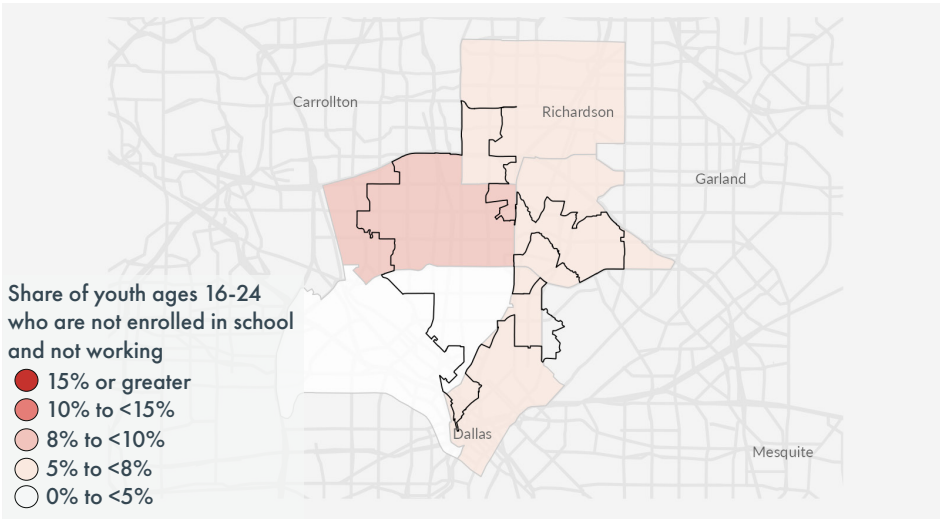 Carrollton
Richardson
Garland
Share of youth ages 16-24
who are not enrolled in school
and not working
15% or greater
10% to <15%
8% to <10%
5% to <8%
0% to <5%
Dallas
Mesquite